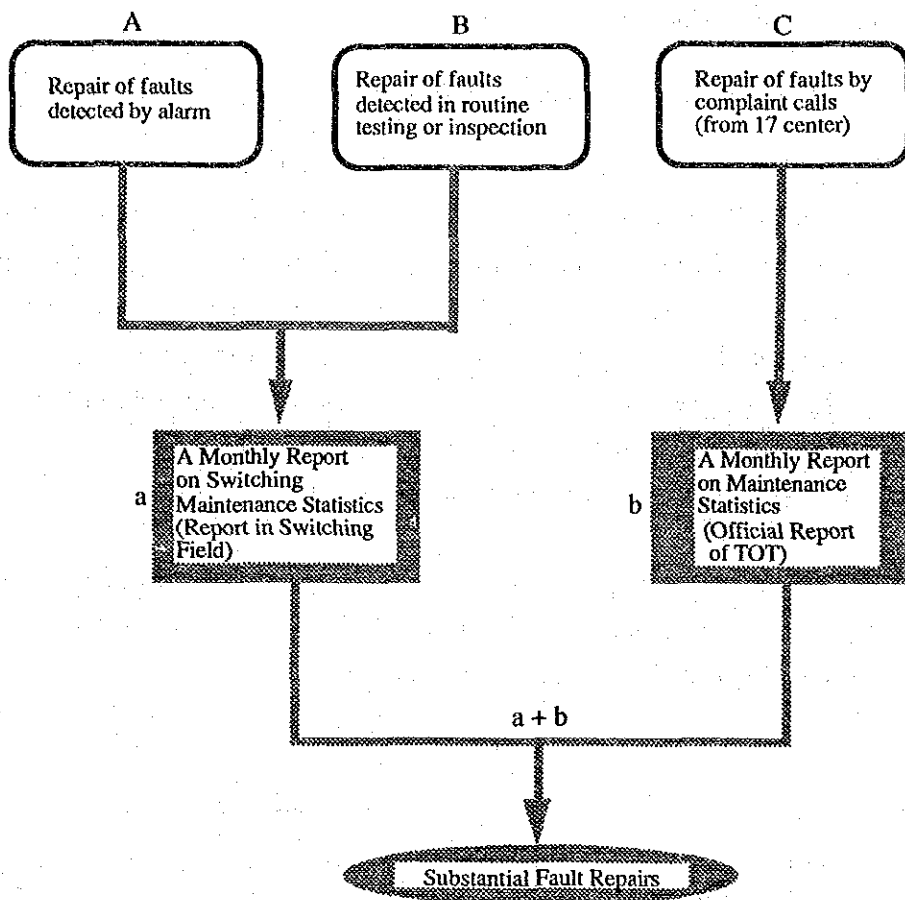 A
B
C
Repair of faults
detected by alarm
Repair of faults
detected in routine
testing or inspection
Repair of faults by
complaint calls
(from 17 center)
a
A Monthly Report
on Switching
Maintenance Statistics
(Report in Switching
Field)
b
A Monthly Report
on Maintenance
Statistics
(Official Report
of TOT)
a + b
Substantial Fault Repairs